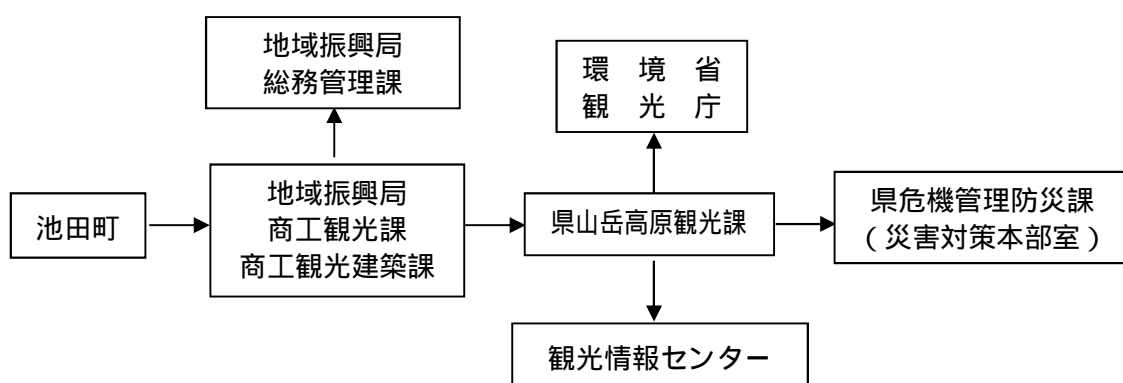 地域振興局
総務管理課
環 境 省
観 光 庁
池田町
地域振興局
商工観光課
商工観光建築課
県山岳高原観光課
県危機管理防災課
(災害対策本部室)
観光情報センター